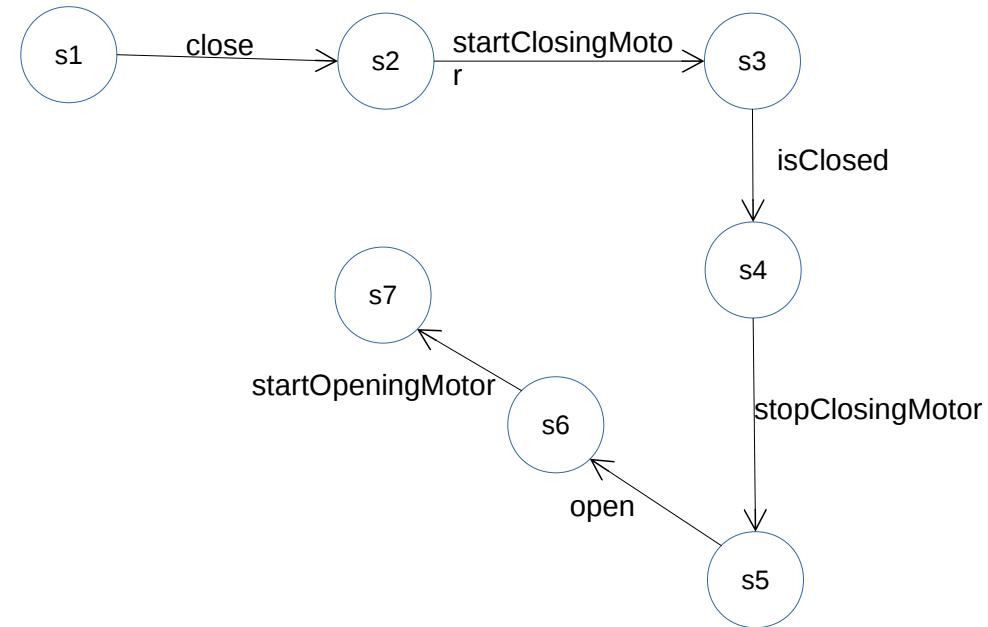 s1
close
s2
startClosingMoto
r
s3
isClosed
s4
s7
startOpeningMotor
s6
stopClosingMotor
open
s5